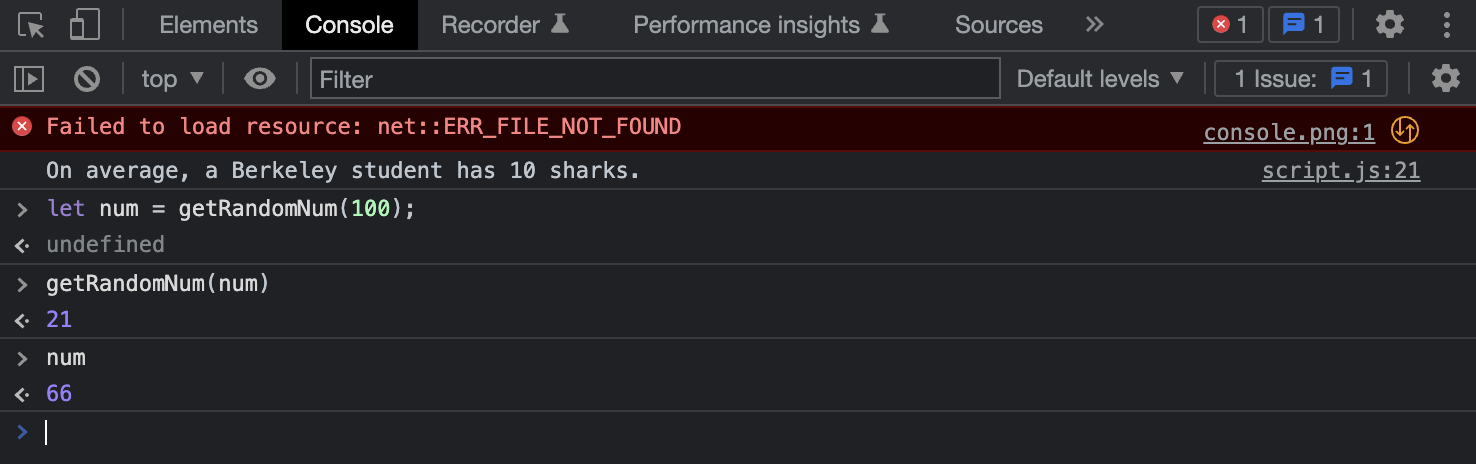 Elements Console Recorder Performance insights Sources 1 1
top Filter Default levels 1 Issue: 1
Failed to load resource: net::ERR_FILE_NOT_FOUND console.png:1
On average, a Berkeley student has 10 sharks. script.js:21
let num = getRandomNum(100);
undefined
getRandomNum(num)
21
num
66